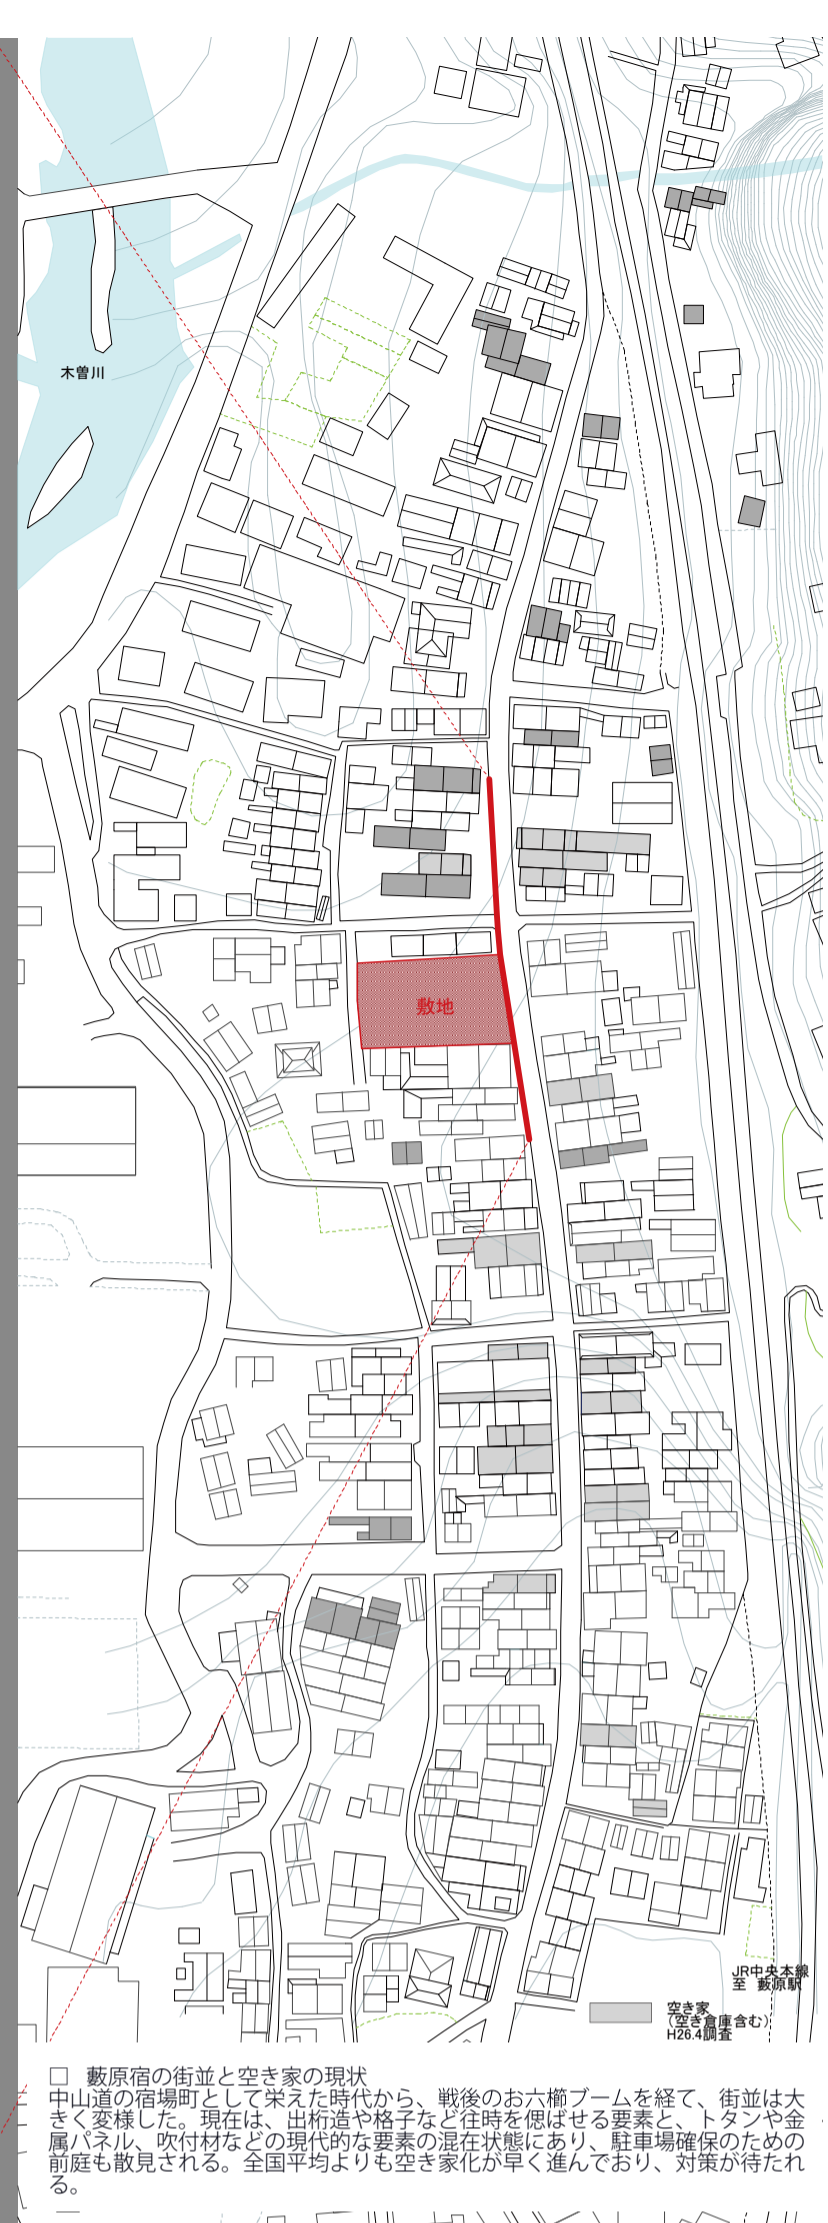 木曽川
敷地
JR中央本線
至　藪原駅
空き家
（空き倉庫含む）
H26.4調査
□　藪原宿の街並と空き家の現状
中山道の宿場町として栄えた時代から、戦後のお六櫛ブームを経て、街並は大
きく変様した。現在は、出桁造や格子など往時を偲ばせる要素と、トタンや金
属パネル、吹付材などの現代的な要素の混在状態にあり、駐車場確保のための
前庭も散見される。全国平均よりも空き家化が早く進んでおり、対策が待たれ
る。